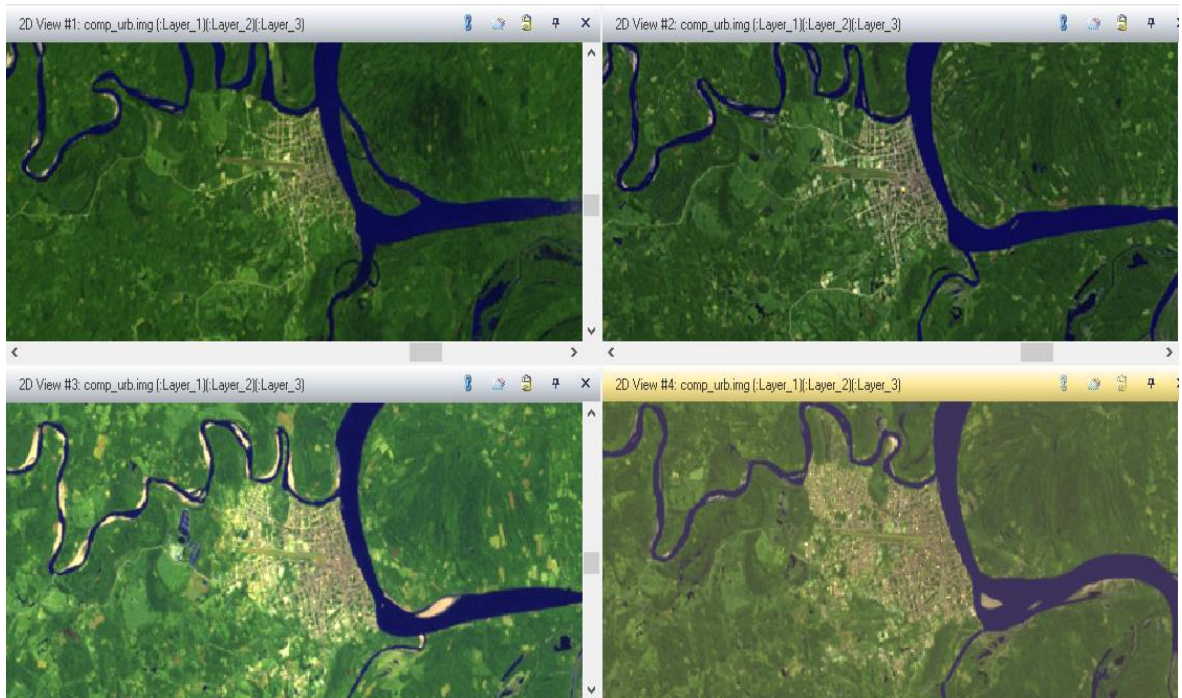 2D View #1: comp_urb.img (:Layer_1)(:Layer_2)(:Layer_3)
2D View #2: comp_urb.img (:Layer_1)(:Layer_2)(:Layer_3)
2D View #3: comp_urb.img (:Layer_1)(:Layer_2)(:Layer_3)
2D View #4: comp_urb.img (:Layer_1)(:Layer_2)(:Layer_3)